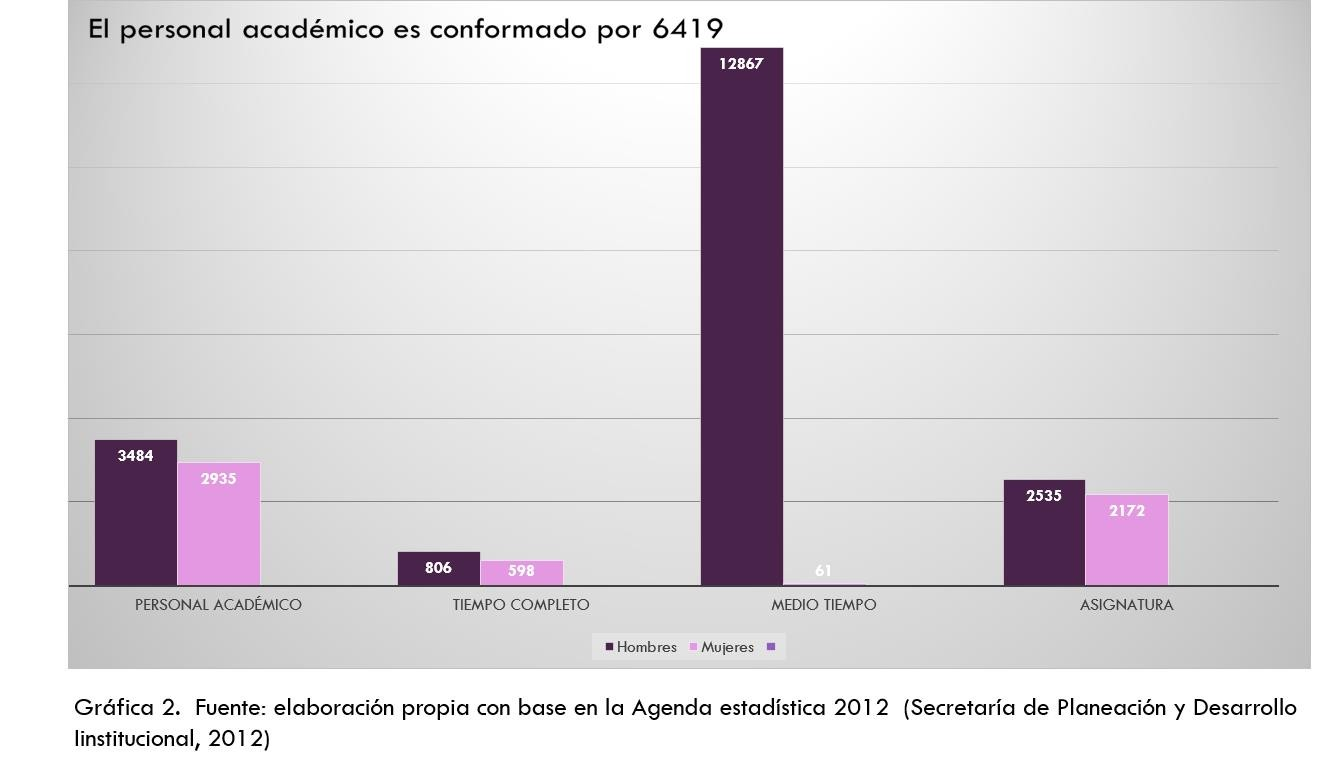 El personal académico es conformado por 6419
12867
3484
2935
2535
2172
806
598
61
PERSONAL ACADÉMICO
TIEMPO COMPLETO
MEDIO TIEMPO
ASIGNATURA
Hombres Mujeres
Gráfica 2. Fuente: elaboración propia con base en la Agenda estadística 2012 (Secretaría de Planeación y Desarrollo
Iinstitucional, 2012)